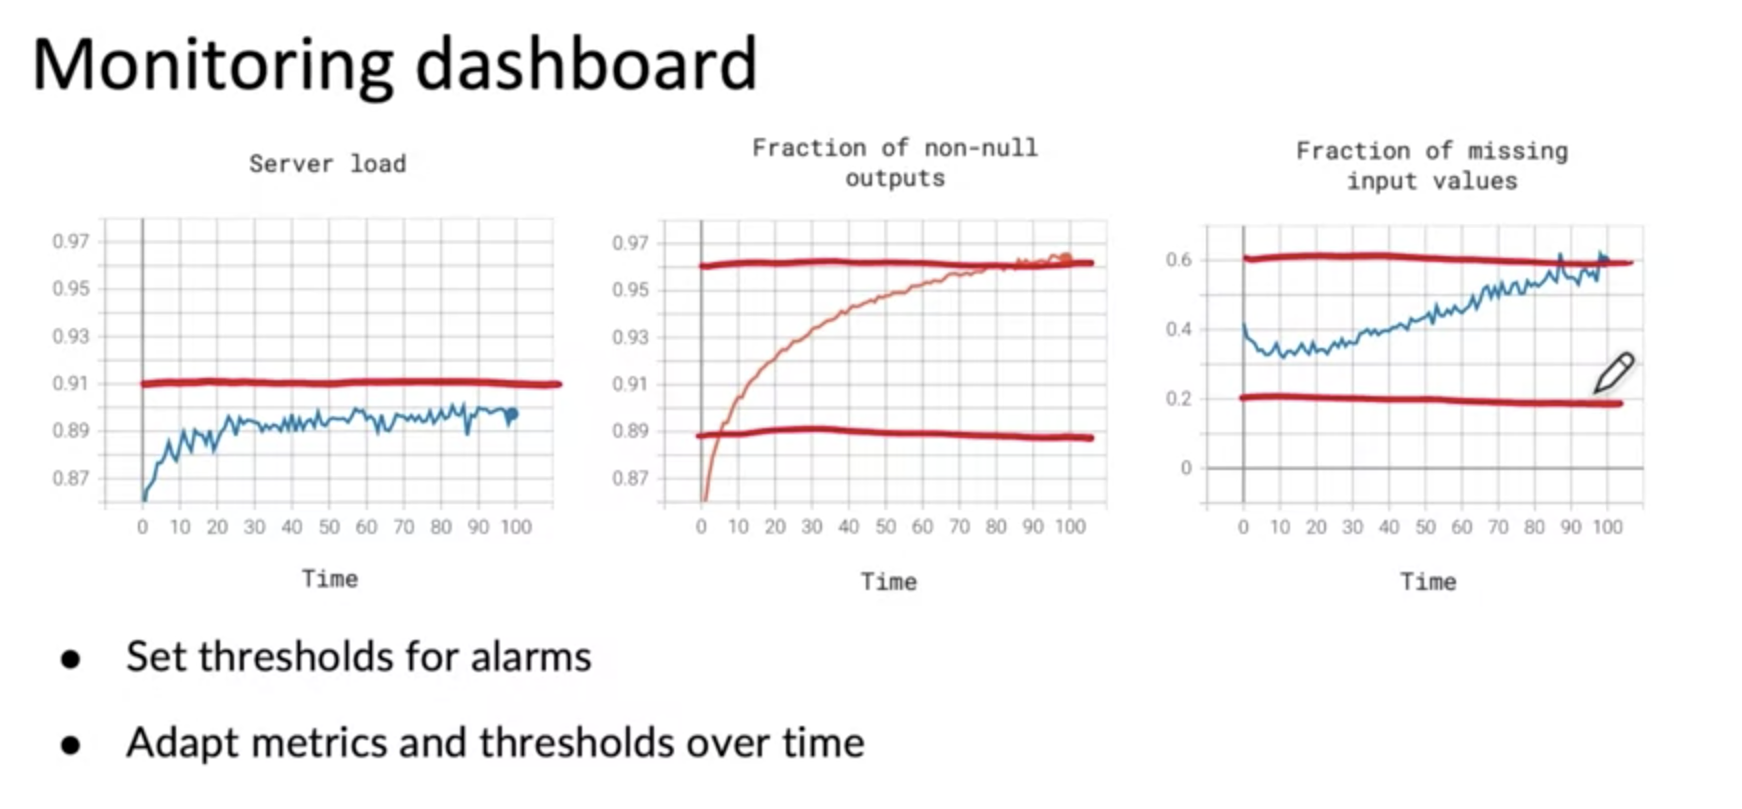 Monitoring dashboard
Server load
0.97
0.95
0.93
0.91
0.89
0.87
0 10 20 30 40 50 60 70 80 90 100
Time
Fraction of non-null
outputs
0.97
0.95
0.93
0.91
0.89
0.87
0 10 20 30 40 50 60 70 80 90 100
Time
Fraction of missing
input values
0.6
0.4
0.2
0
0 10 20 30 40 50 60 70 80 90 100
Time
● Set thresholds for alarms
● Adapt metrics and thresholds over time